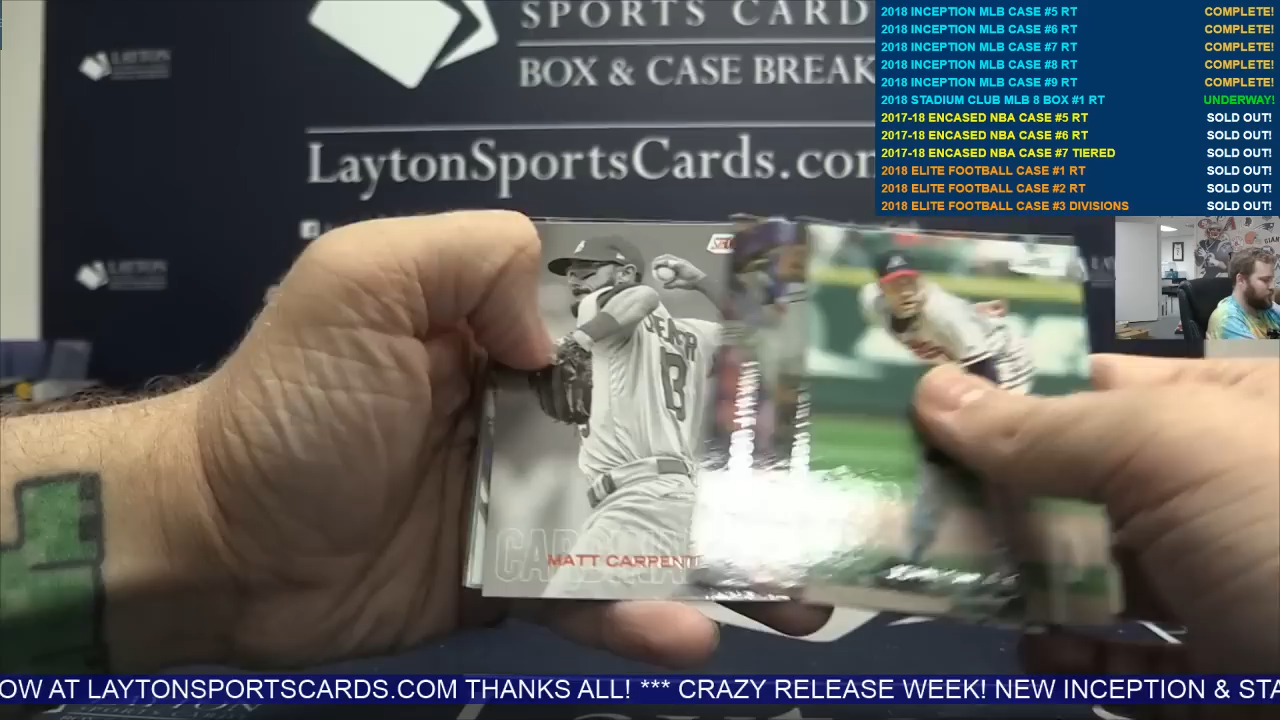 SPORTS CARD
BOX & CASE BREAK
LaytonSportsCards.com
LAYTON
LAYTON
2018 INCEPTION MLB CASE #5 RT COMPLETE!
2018 INCEPTION MLB CASE #6 RT COMPLETE!
2018 INCEPTION MLB CASE #7 RT COMPLETE!
2018 INCEPTION MLB CASE #8 RT COMPLETE!
2018 INCEPTION MLB CASE #9 RT COMPLETE!
2018 STADIUM CLUB MLB 8 BOX #1 RT UNDERWAY!
2017-18 ENCASED NBA CASE #5 RT SOLD OUT!
2017-18 ENCASED NBA CASE #6 RT SOLD OUT!
2017-18 ENCASED NBA CASE #7 TIERED SOLD OUT!
2018 ELITE FOOTBALL CASE #1 RT SOLD OUT!
2018 ELITE FOOTBALL CASE #2 RT SOLD OUT!
2018 ELITE FOOTBALL CASE #3 DIVISIONS SOLD OUT!
13
CARDINA
MATT CARPENT
OW AT LAYTONSPORTSCARDS.COM THANKS ALL! *** CRAZY RELEASE WEEK! NEW INCEPTION & STA